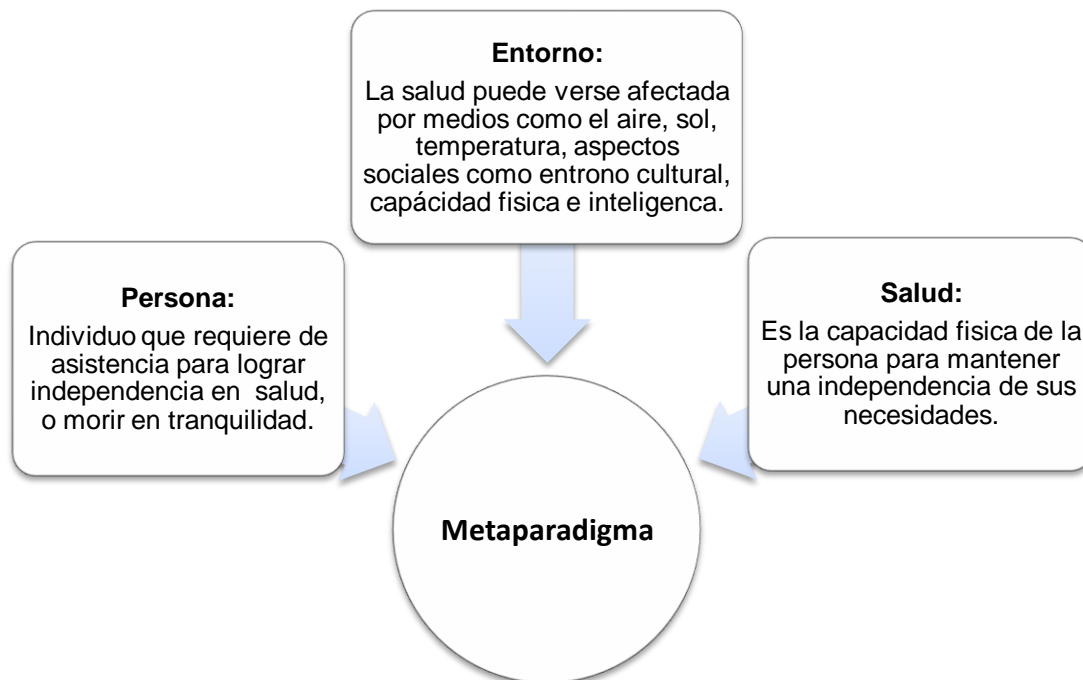 Entorno:
La salud puede verse afectada
por medios como el aire, sol,
temperatura, aspectos
sociales como entrono cultural,
capácidad fisica e inteligenca.
Persona:
Individuo que requiere de
asistencia para lograr
independencia en salud,
o morir en tranquilidad.
Salud:
Es la capacidad fisica de la
persona para mantener
una independencia de sus
necesidades.
Metaparadigma